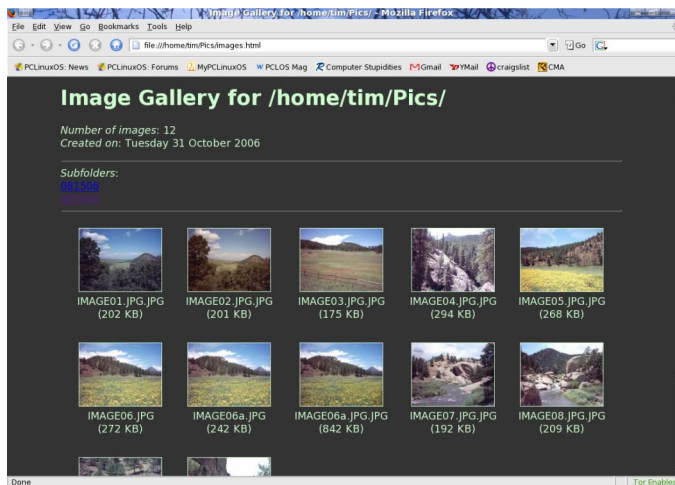 Image Gallery for /home/tim/Pics/ - Mozilla Firefox
File Edit View Go Bookmarks Tools Help
file:///home/tim/Pics/images.html
Go
PCLinuxOS: News PCLinuxOS: Forums MyPCLinuxOS PCLOS Mag Computer Stupidities Gmail YMail craigslist CMA
Image Gallery for /home/tim/Pics/
Number of images: 12
Created on: Tuesday 31 October 2006
Subfolders:
081506
IMAGE01.JPG.JPG IMAGE02.JPG.JPG IMAGE03.JPG.JPG IMAGE04.JPG.JPG IMAGE05.JPG.JPG
(202 KB) (201 KB) (175 KB) (294 KB) (268 KB)
IMAGE06.JPG IMAGE06a.JPG IMAGE06a.JPG.JPG IMAGE07.JPG.JPG IMAGE08.JPG.JPG
(272 KB) (242 KB) (842 KB) (192 KB) (209 KB)
Done Tor Enabled